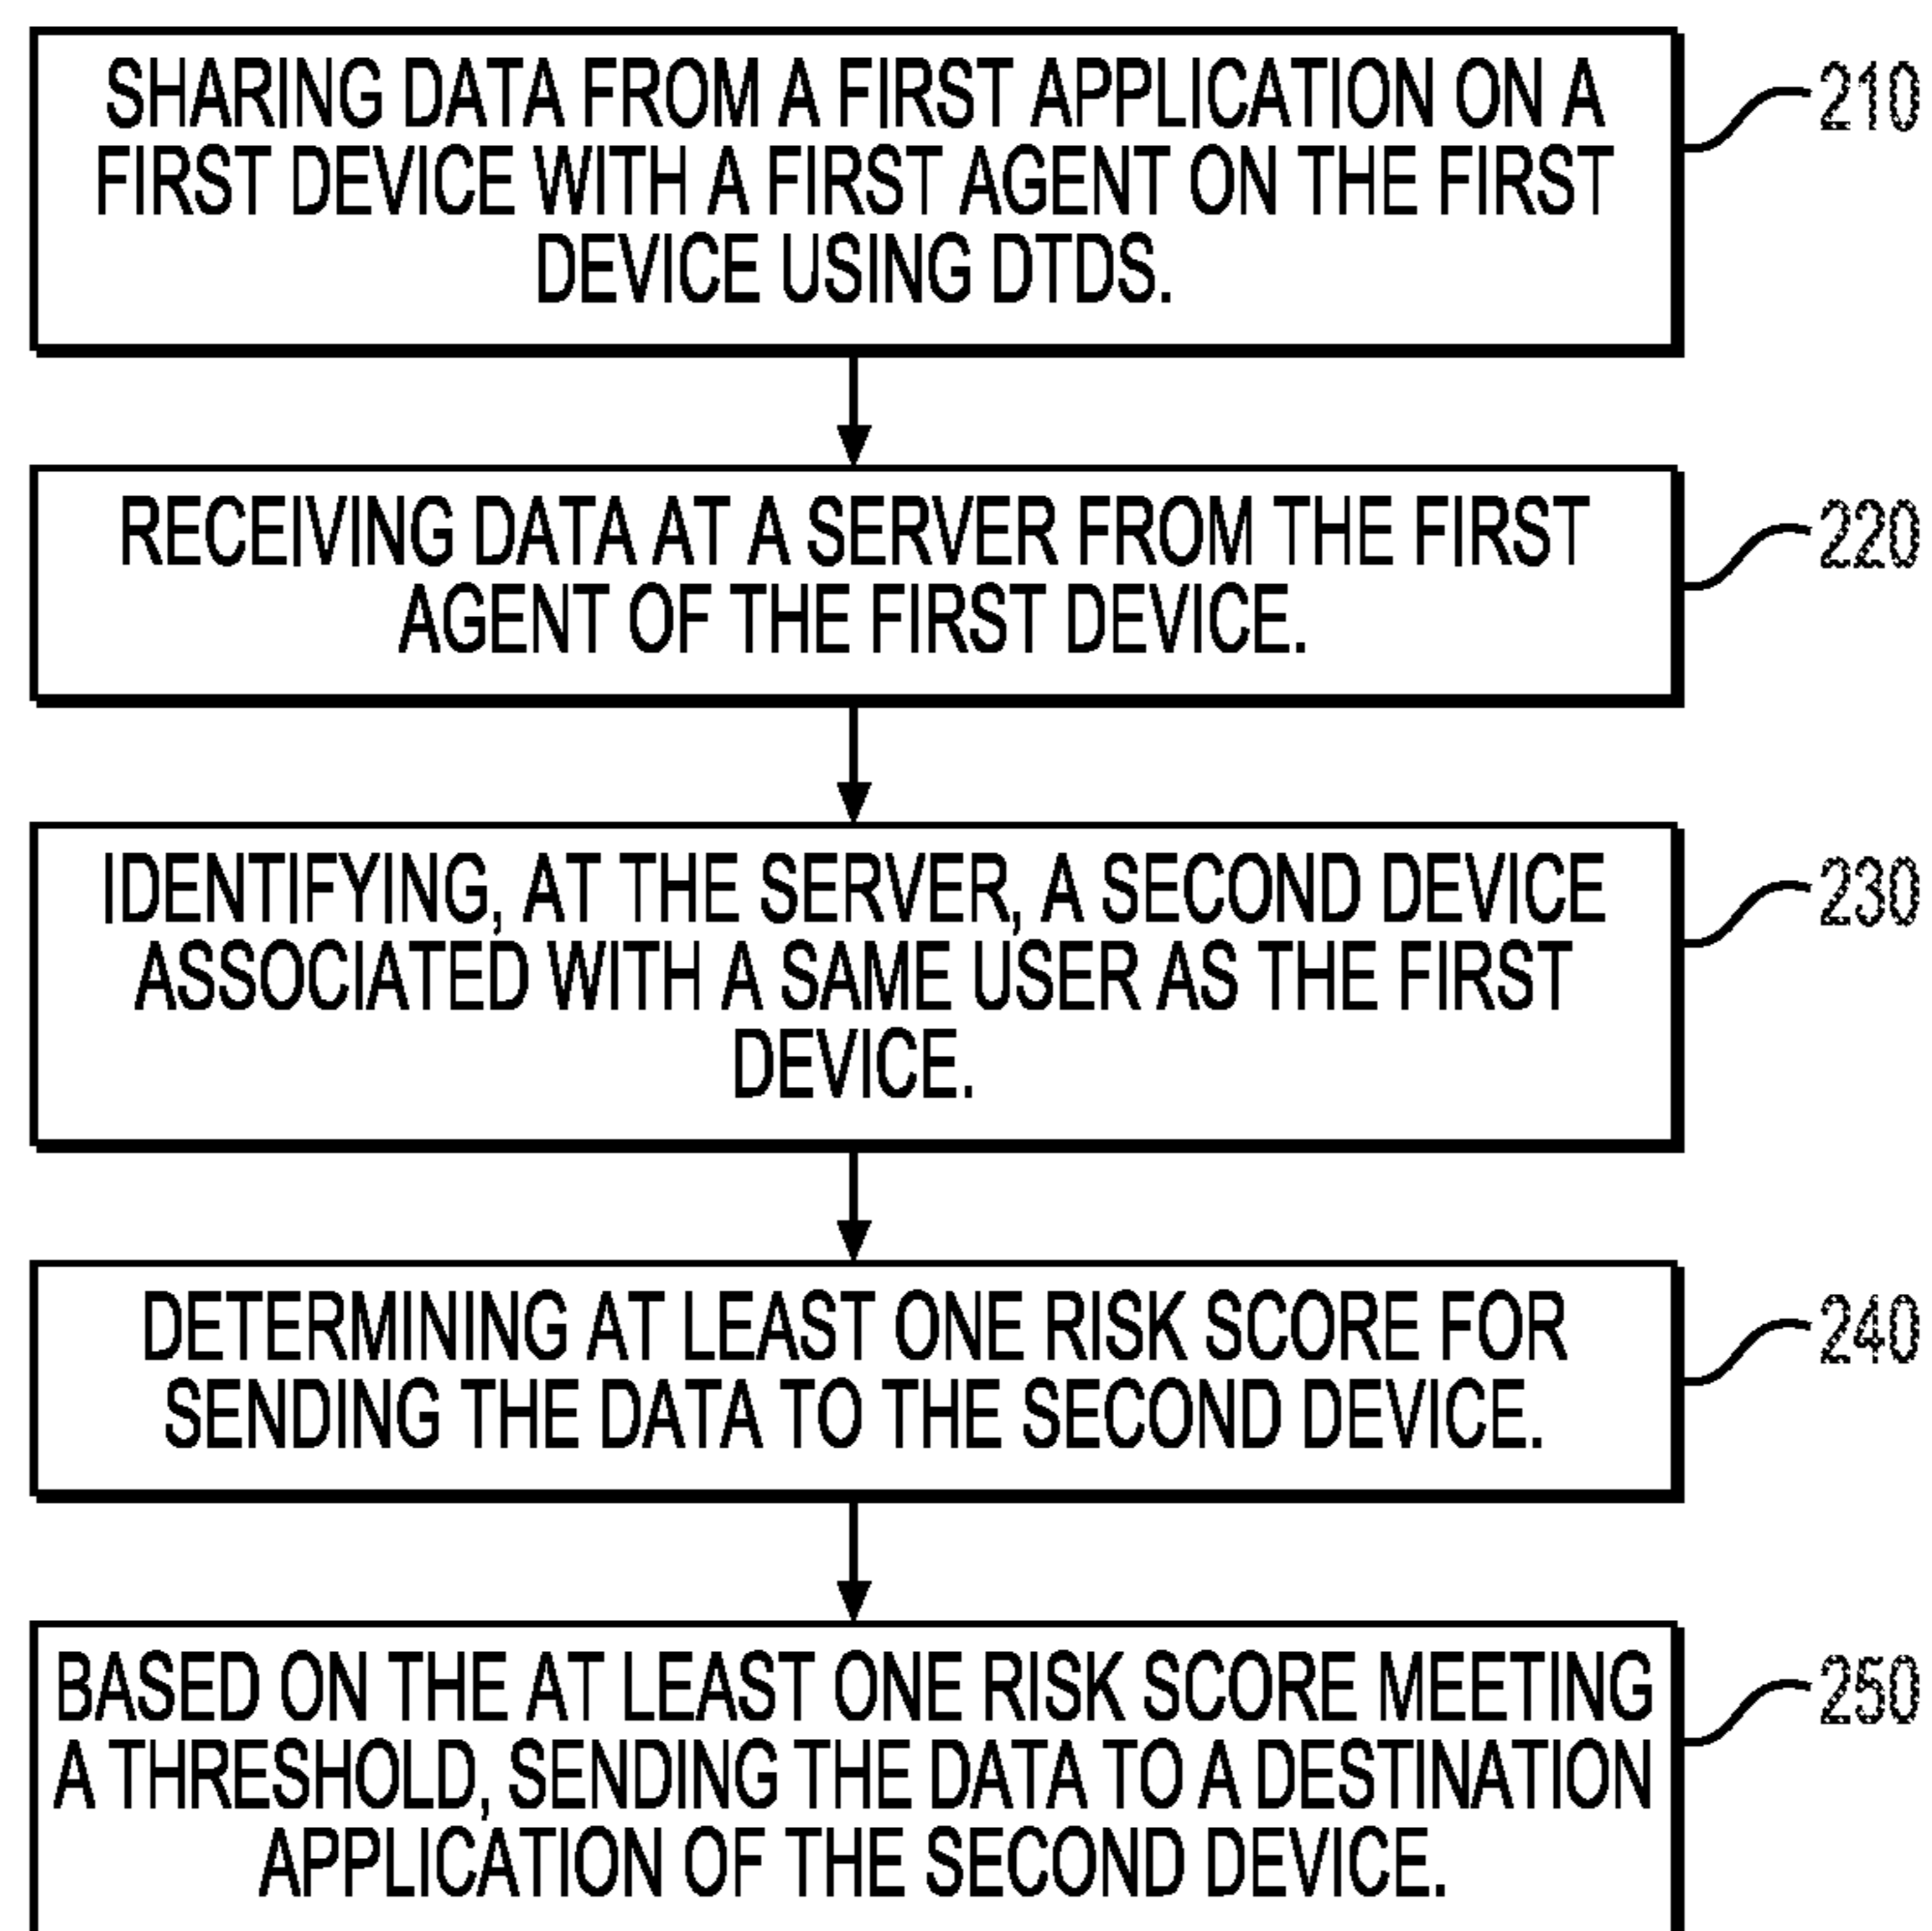 SHARING DATA FROM A FIRST APPLICATION ON A
FIRST DEVICE WITH A FIRST AGENT ON THE FIRST
DEVICE USING DTDS.
210
RECEIVING DATA AT A SERVER FROM THE FIRST
AGENT OF THE FIRST DEVICE.
220
IDENTIFYING, AT THE SERVER, A SECOND DEVICE
ASSOCIATED WITH A SAME USER AS THE FIRST
DEVICE.
230
DETERMINING AT LEAST ONE RISK SCORE FOR
SENDING THE DATA TO THE SECOND DEVICE.
240
BASED ON THE AT LEAST ONE RISK SCORE MEETING
A THRESHOLD, SENDING THE DATA TO A DESTINATION
APPLICATION OF THE SECOND DEVICE.
250